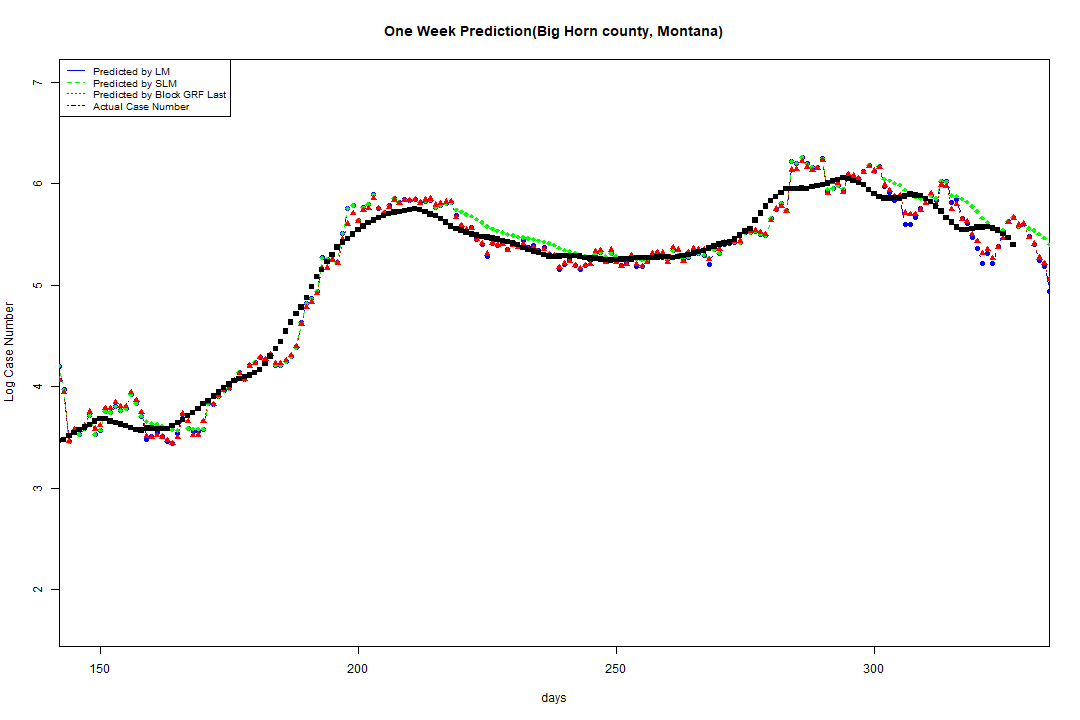 One Week Prediction(Big Horn county, Montana)
Predicted by LM
Predicted by SLM
Predicted by Block GRF Last
Actual Case Number
7
6
5
4
3
2
Log Case Number
150
200
250
300
days